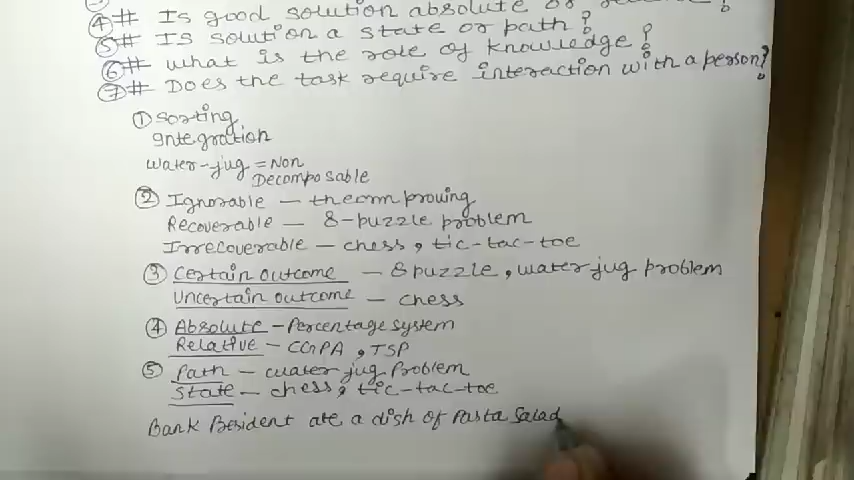 ④# Is good solution absolute or ?
⑤# Is solution a state or path?
⑥# what is the role of knowledge?
⑦# Does the task require interaction with a person?
① Sorting
Integration
Water-jug = Non
Decomposable
② Ignorable - theorm proving
Recoverable - 8-puzzle problem
Irrecoverable - chess, tic-tac-toe
③ Certain outcome - 8 puzzle, water jug problem
Uncertain outcome - chess
④ Absolute - Percentage system
Relative - CGPA, TSP
⑤ Path - water jug Problem
State - chess, tic-tac-toe
Bank President ate a dish of Pasta Salad